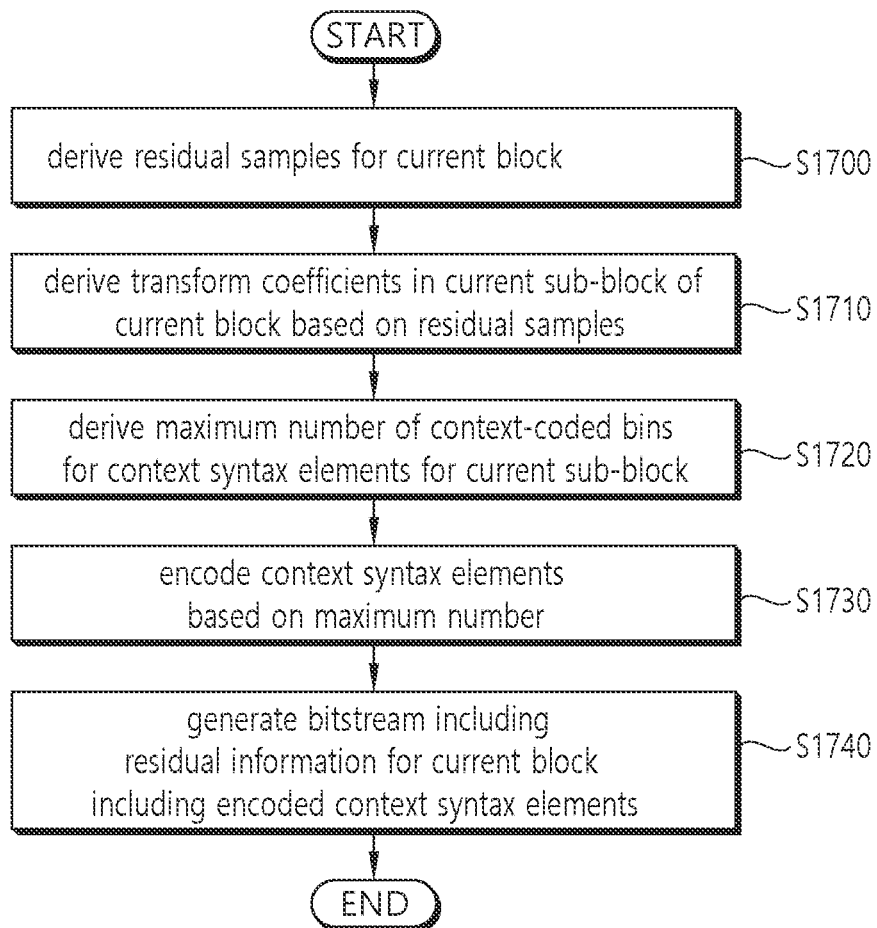 START
derive residual samples for current block
S1700
derive transform coefficients in current sub-block of
current block based on residual samples
S1710
derive maximum number of context-coded bins
for context syntax elements for current sub-block
S1720
encode context syntax elements
based on maximum number
S1730
generate bitstream including
residual information for current block
including encoded context syntax elements
S1740
END